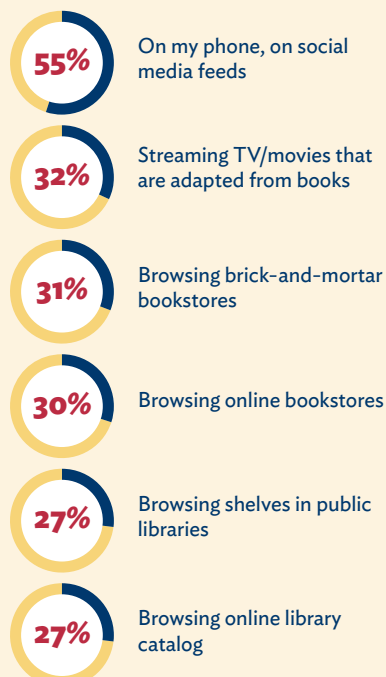 55%
On my phone, on social
media feeds
32%
Streaming TV/movies that
are adapted from books
31%
Browsing brick-and-mortar
bookstores
30%
Browsing online bookstores
27%
Browsing shelves in public
libraries
27%
Browsing online library
catalog